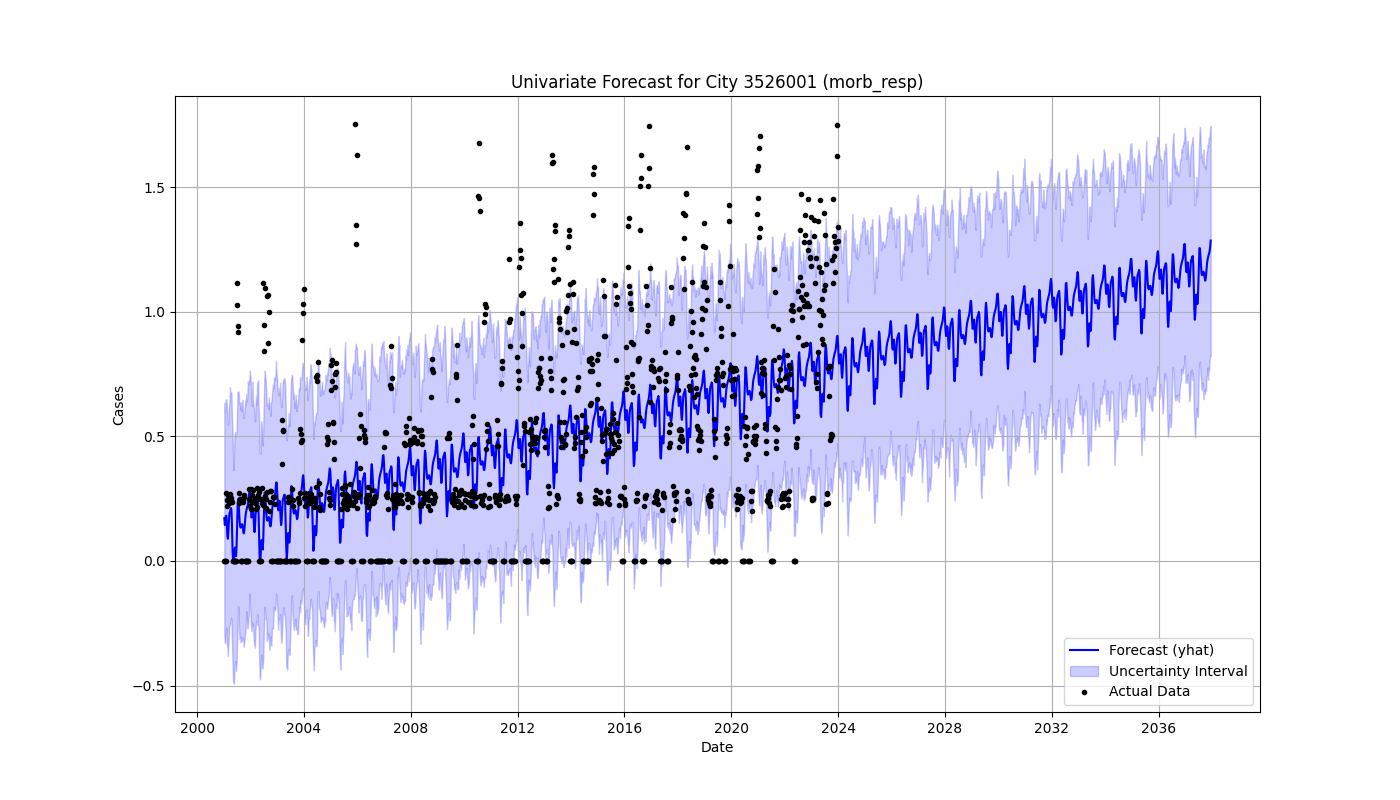 Univariate Forecast for City 3526001 (morb_resp)
Cases
1.5
1.0
0.5
0.0
−0.5
2000 2004 2008 2012 2016 2020 2024 2028 2032 2036
Date
Forecast (yhat)
Uncertainty Interval
Actual Data